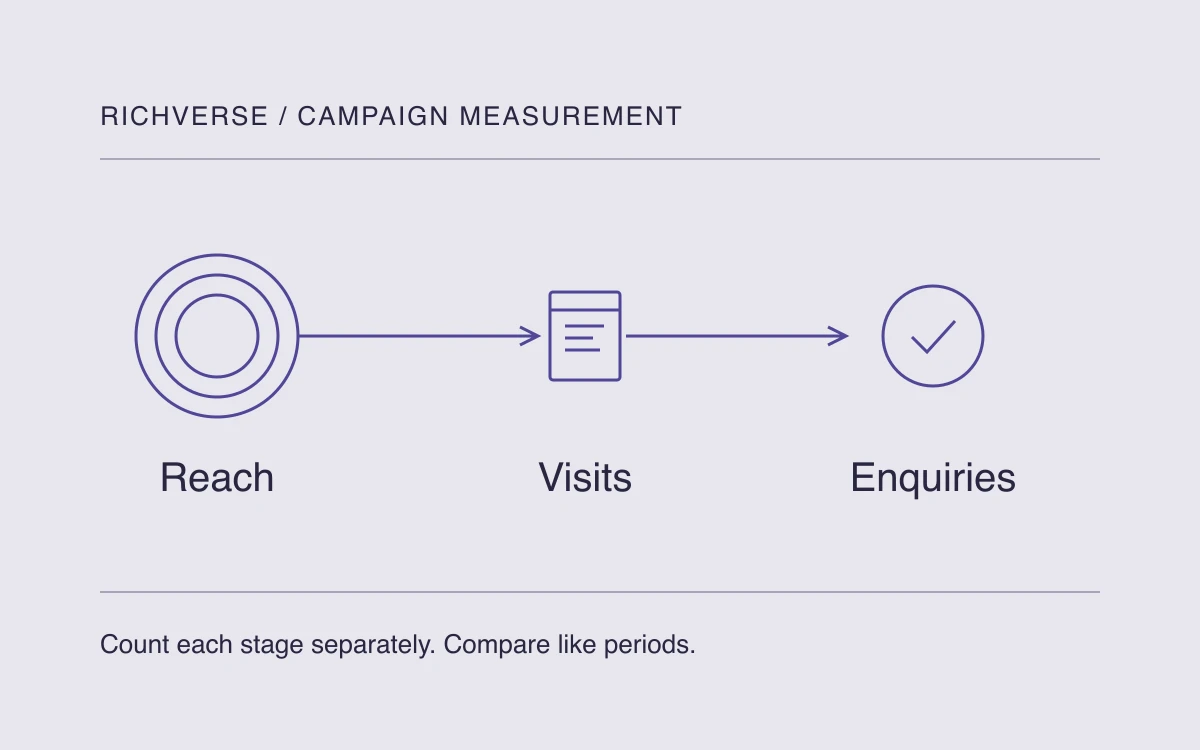 RICHVERSE / CAMPAIGN MEASUREMENT
Reach
Visits
Enquiries
Count each stage separately. Compare like periods.